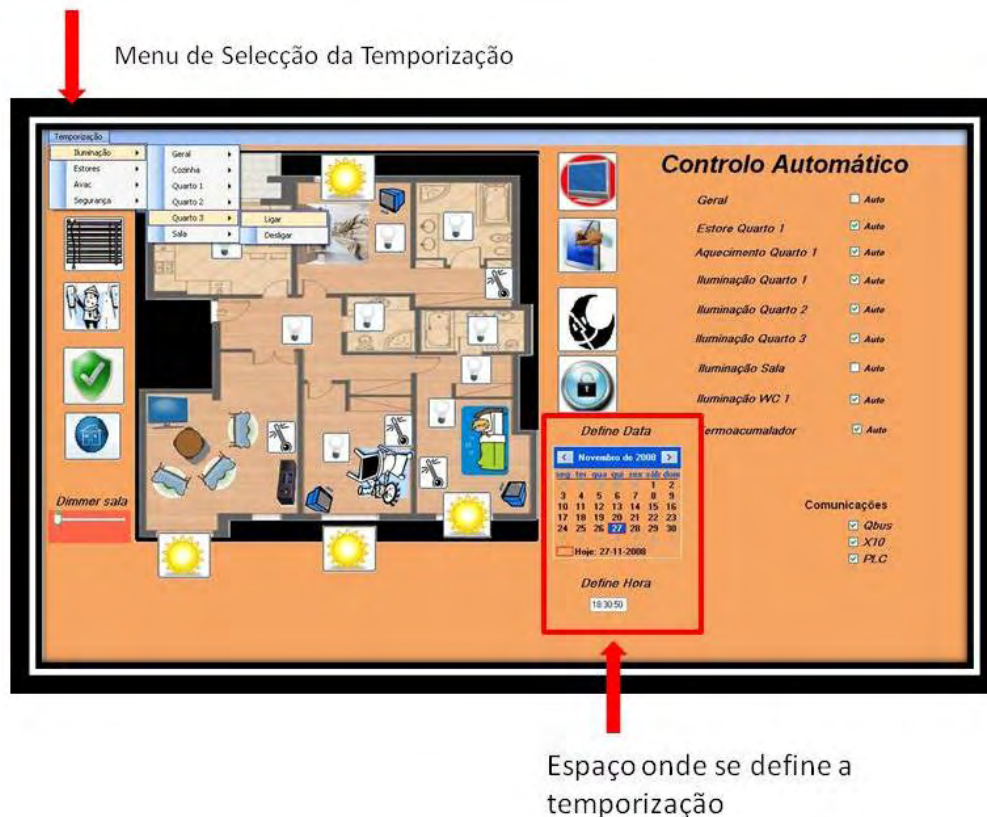 Menu de Selecção da Temporização
Temporização
Iluminação
Estores
Avac
Segurança
Geral
Cozinha
Quarto 1
Quarto 2
Quarto 3
Sala
Ligar
Desligar
Controlo Automático
Geral Auto
Estore Quarto 1 Auto
Aquecimento Quarto 1 Auto
Iluminação Quarto 1 Auto
Iluminação Quarto 2 Auto
Iluminação Quarto 3 Auto
Iluminação Sala Auto
Iluminação WC 1 Auto
Termoacumalador Auto
Dimmer sala
Define Data
Novembro de 2008
seg ter qua qui sex sáb dom
1 2
3 4 5 6 7 8 9
10 11 12 13 14 15 16
17 18 19 20 21 22 23
24 25 26 27 28 29 30
Hoje: 27-11-2008
Define Hora
18:30:50
Comunicações
Qbus
X10
PLC
Espaço onde se define a
temporização